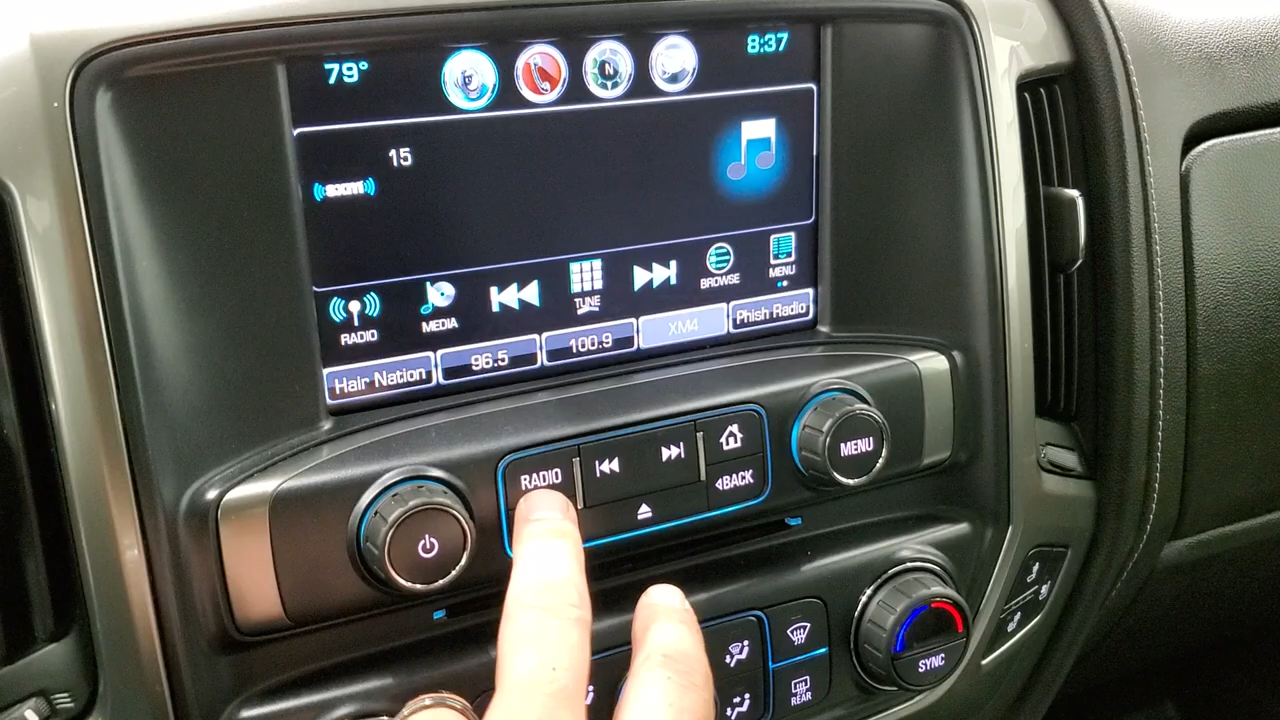 79°
N
8:37
15
sxm
RADIO
MEDIA
TUNE
BROWSE
MENU
Hair Nation
96.5
100.9
XM4
Phish Radio
RADIO
BACK
MENU
SYNC
REAR